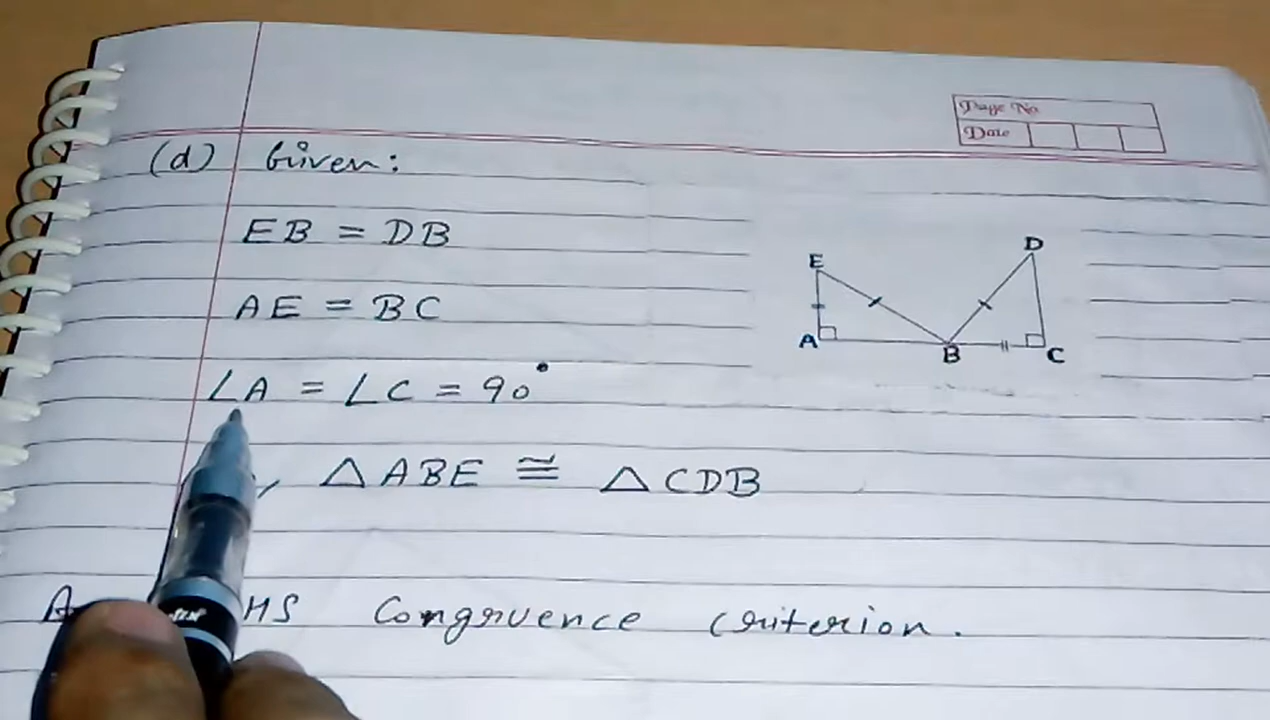 Page No.
Date
(d) Given:
EB = DB
AE = BC
∠A = ∠C = 90°
, △ABE ≅ △CDB
HS Congruence Criterion.
E
D
A
B
C